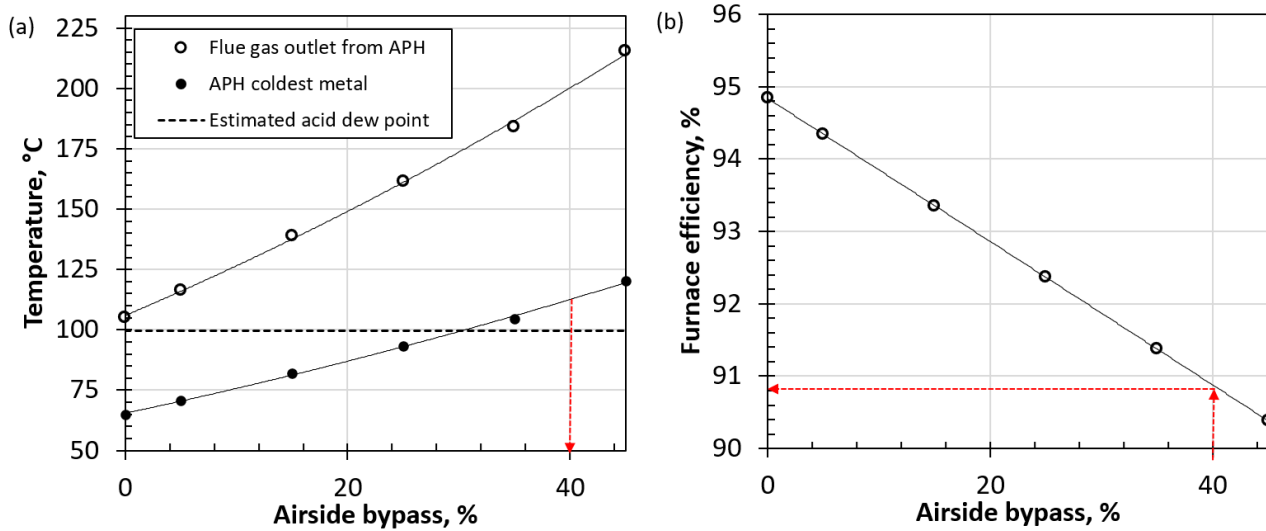 (a)
Temperature, °C
225
200
175
150
125
100
75
50
Flue gas outlet from APH
APH coldest metal
Estimated acid dew point
0
20
40
Airside bypass, %
(b)
Furnace efficiency, %
96
95
94
93
92
91
90
0
20
40
Airside bypass, %